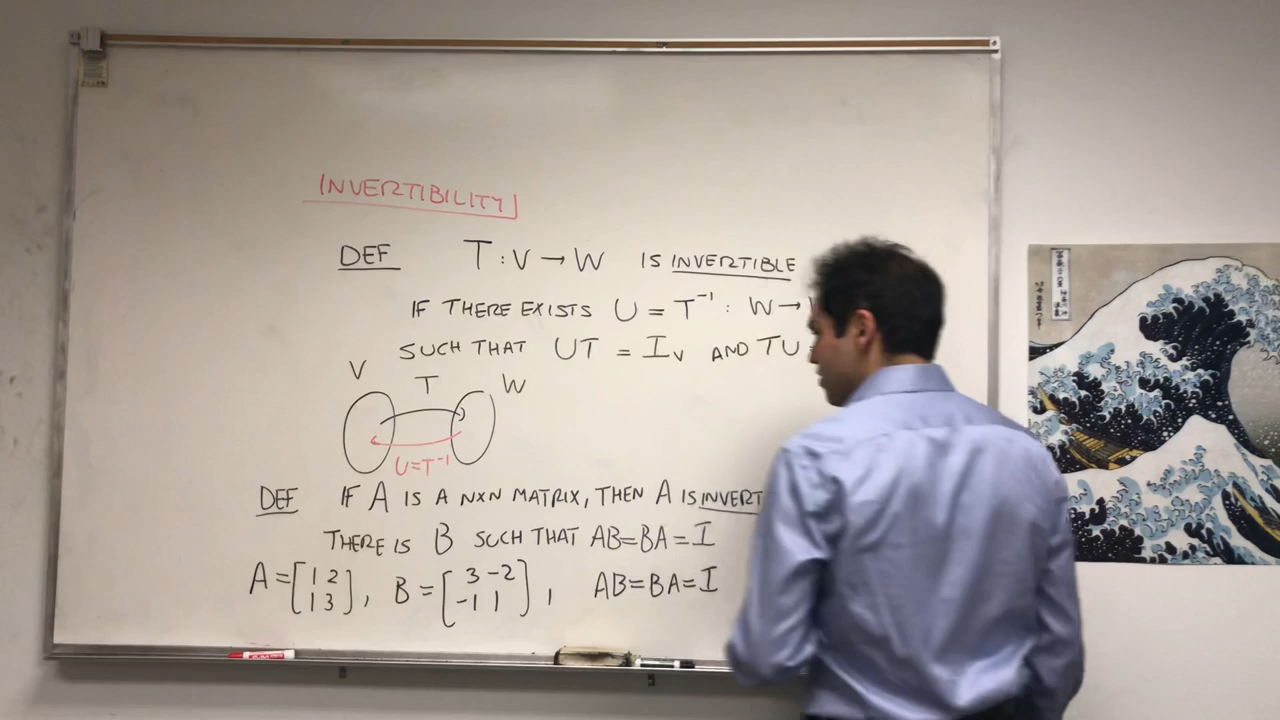 INVERTIBILITY
DEF T : V → W IS INVERTIBLE
IF THERE EXISTS U = T⁻¹ : W →
SUCH THAT UT = I_V AND TU
V T W
U=T⁻¹
DEF IF A IS A NXN MATRIX, THEN A IS INVERT
THERE IS B SUCH THAT AB=BA=I
A = [1 2
1 3], B = [3 -2
-1 1], AB=BA=I